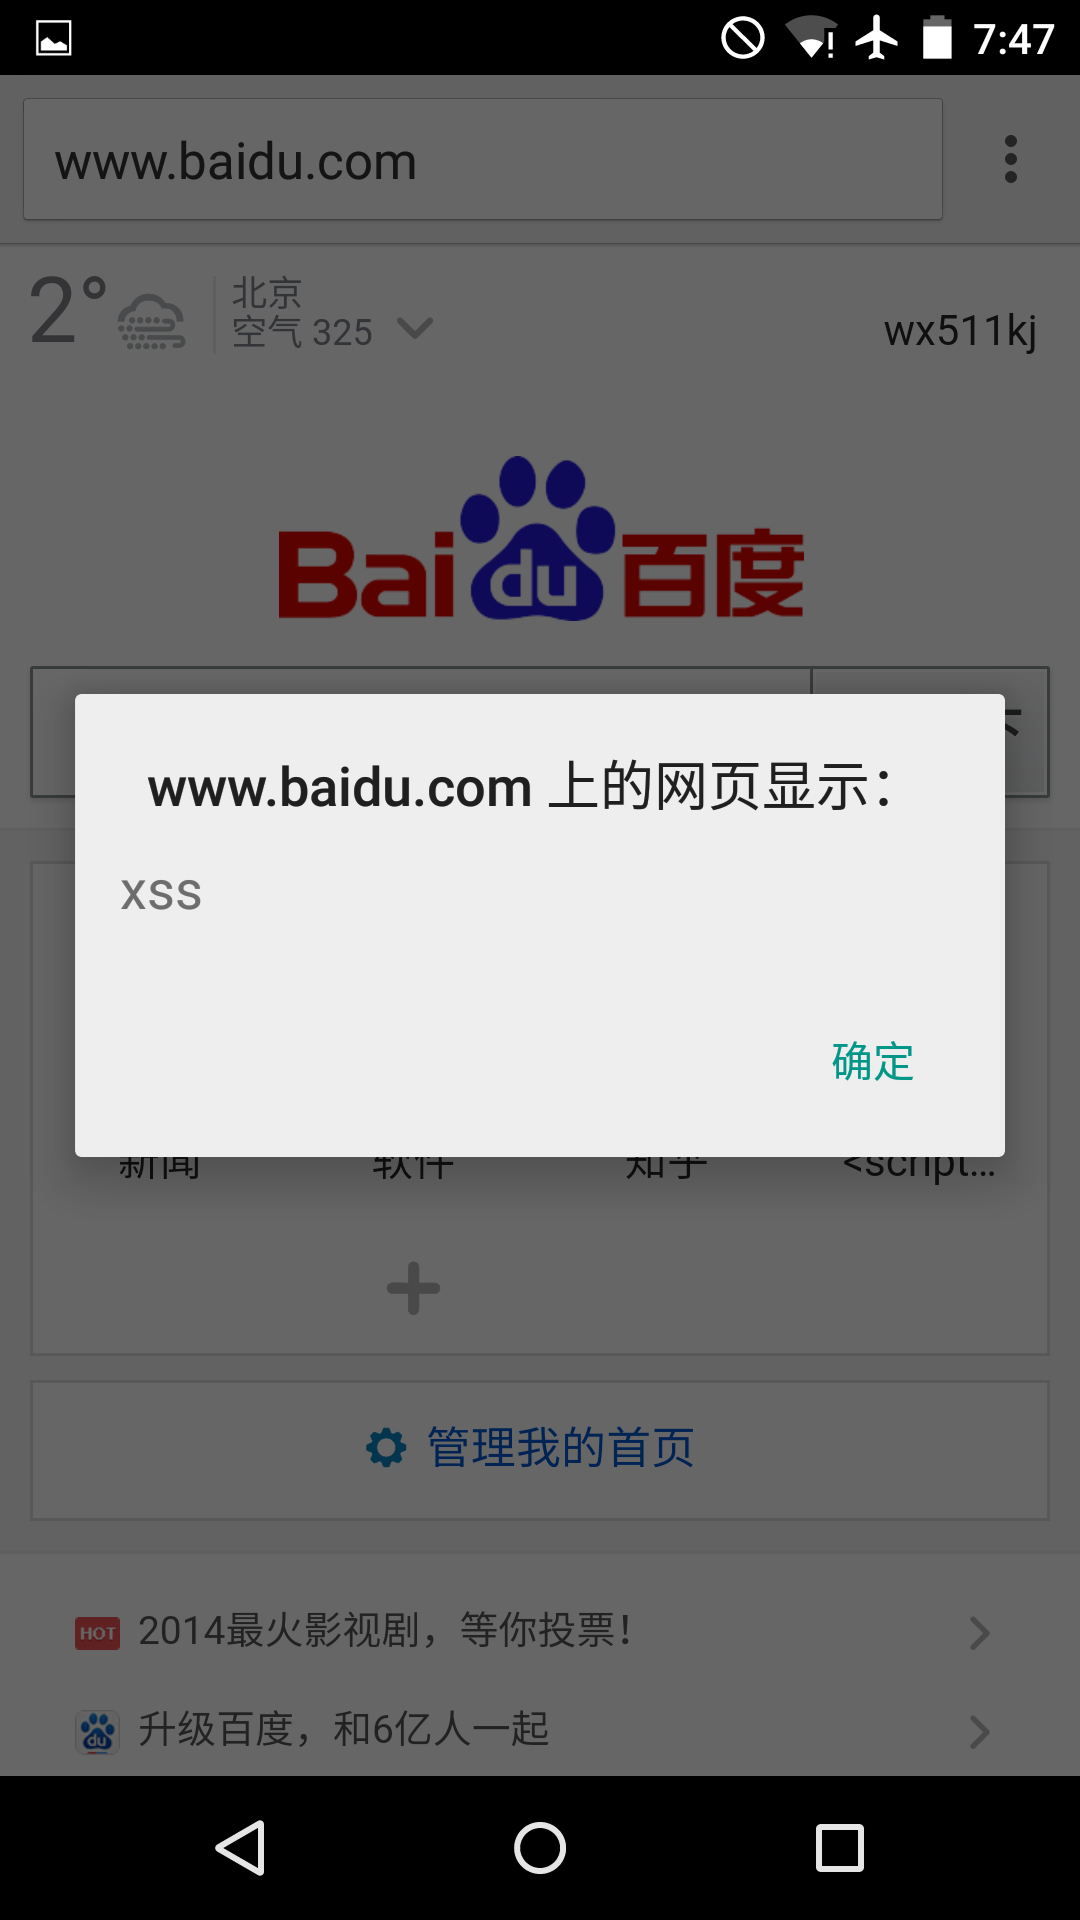 7:47
www.baidu.com
2°
北京
空气 325
wx511kj
Bai du 百度
www.baidu.com 上的网页显示：
xss
确定
新闻 软件 知乎 <script...
管理我的首页
HOT 2014最火影视剧，等你投票！
du 升级百度，和6亿人一起